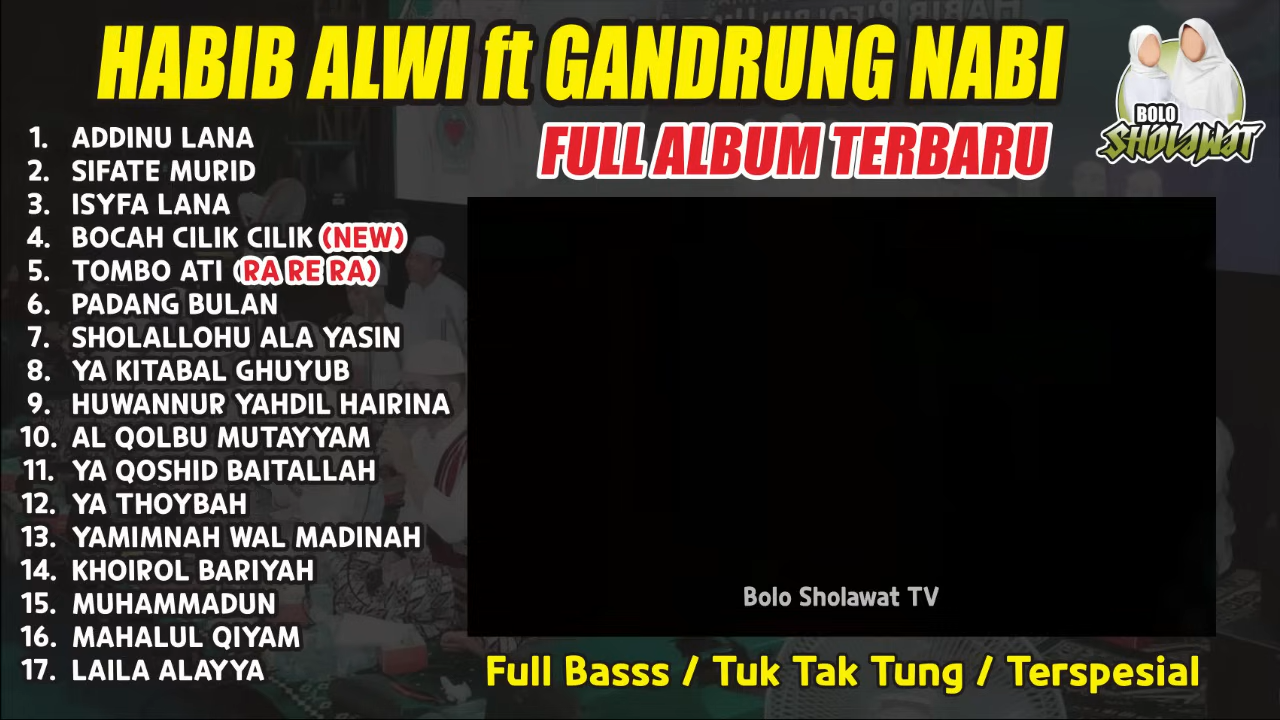 HABIB ALWI ft GANDRUNG NABI
FULL ALBUM TERBARU
BOLO
SHOLAWAT
1. ADDINU LANA
2. SIFATE MURID
3. ISYFA LANA
4. BOCAH CILIK CILIK (NEW)
5. TOMBO ATI (RA RE RA)
6. PADANG BULAN
7. SHOLALLOHU ALA YASIN
8. YA KITABAL GHUYUB
9. HUWANNUR YAHDIL HAIRINA
10. AL QOLBU MUTAYYAM
11. YA QOSHID BAITALLAH
12. YA THOYBAH
13. YAMIMNAH WAL MADINAH
14. KHOIROL BARIYAH
15. MUHAMMADUN
16. MAHALUL QIYAM
17. LAILA ALAYYA
Bolo Sholawat TV
Full Basss / Tuk Tak Tung / Terspesial